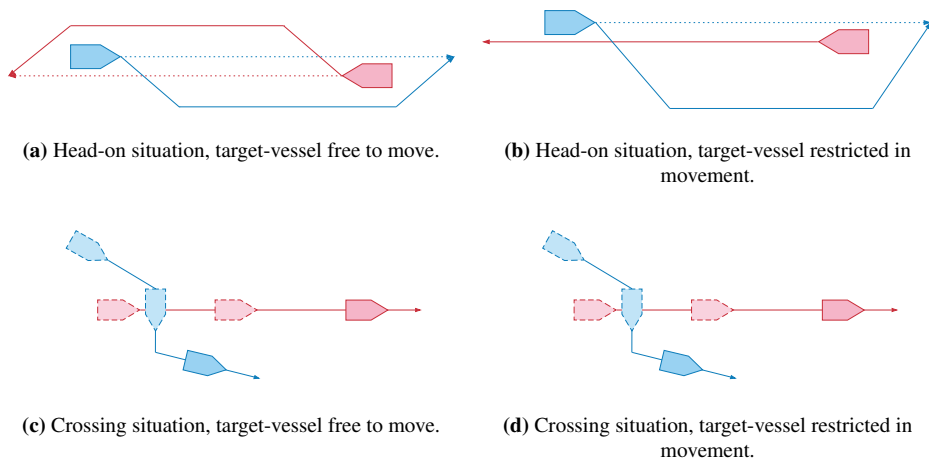 (a) Head-on situation, target-vessel free to move.
(b) Head-on situation, target-vessel restricted in
movement.
(c) Crossing situation, target-vessel free to move.
(d) Crossing situation, target-vessel restricted in
movement.